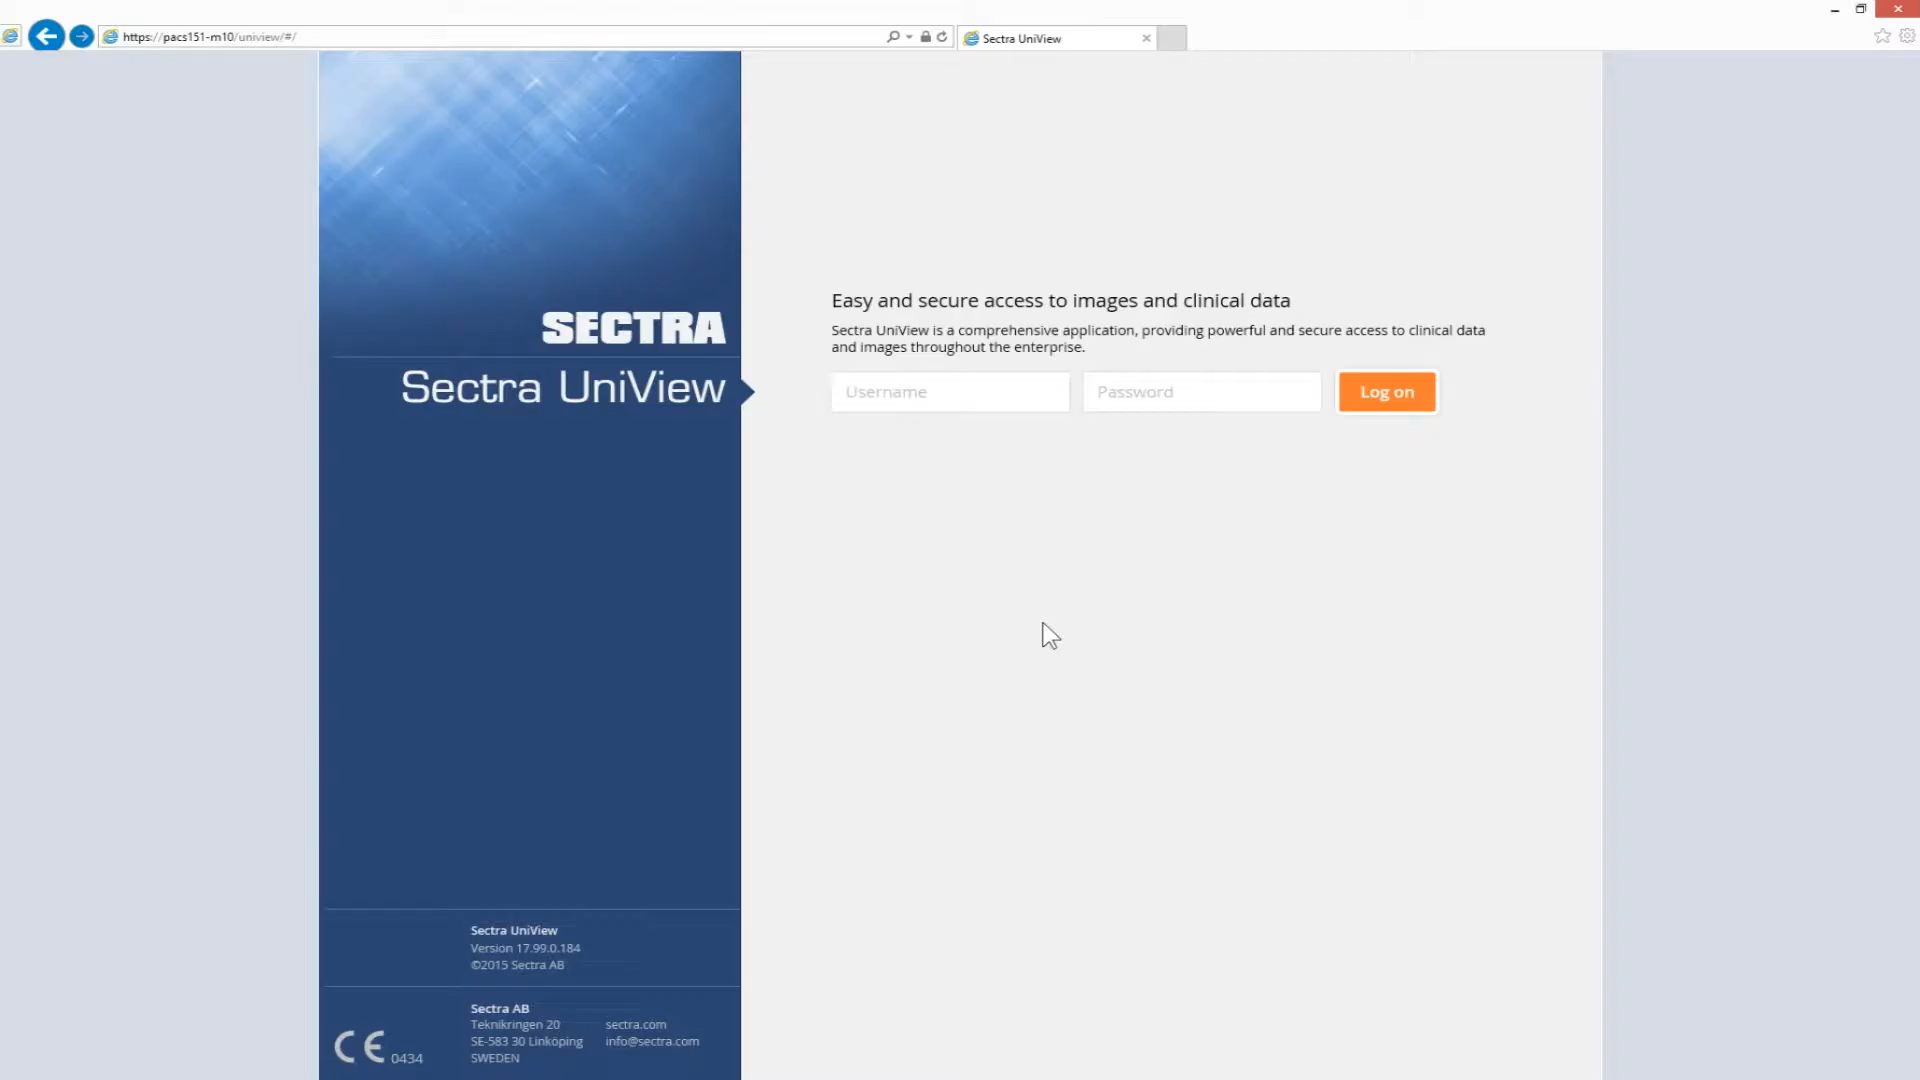 https://pacs151-m10/uniview/#/
Sectra UniView
SECTRA
Sectra UniView
Easy and secure access to images and clinical data
Sectra UniView is a comprehensive application, providing powerful and secure access to clinical data
and images throughout the enterprise.
Username
Password
Log on
Sectra UniView
Version 17.99.0.184
©2015 Sectra AB
Sectra AB
Teknikringen 20
SE-583 30 Linköping
SWEDEN
sectra.com
info@sectra.com
CE 0434